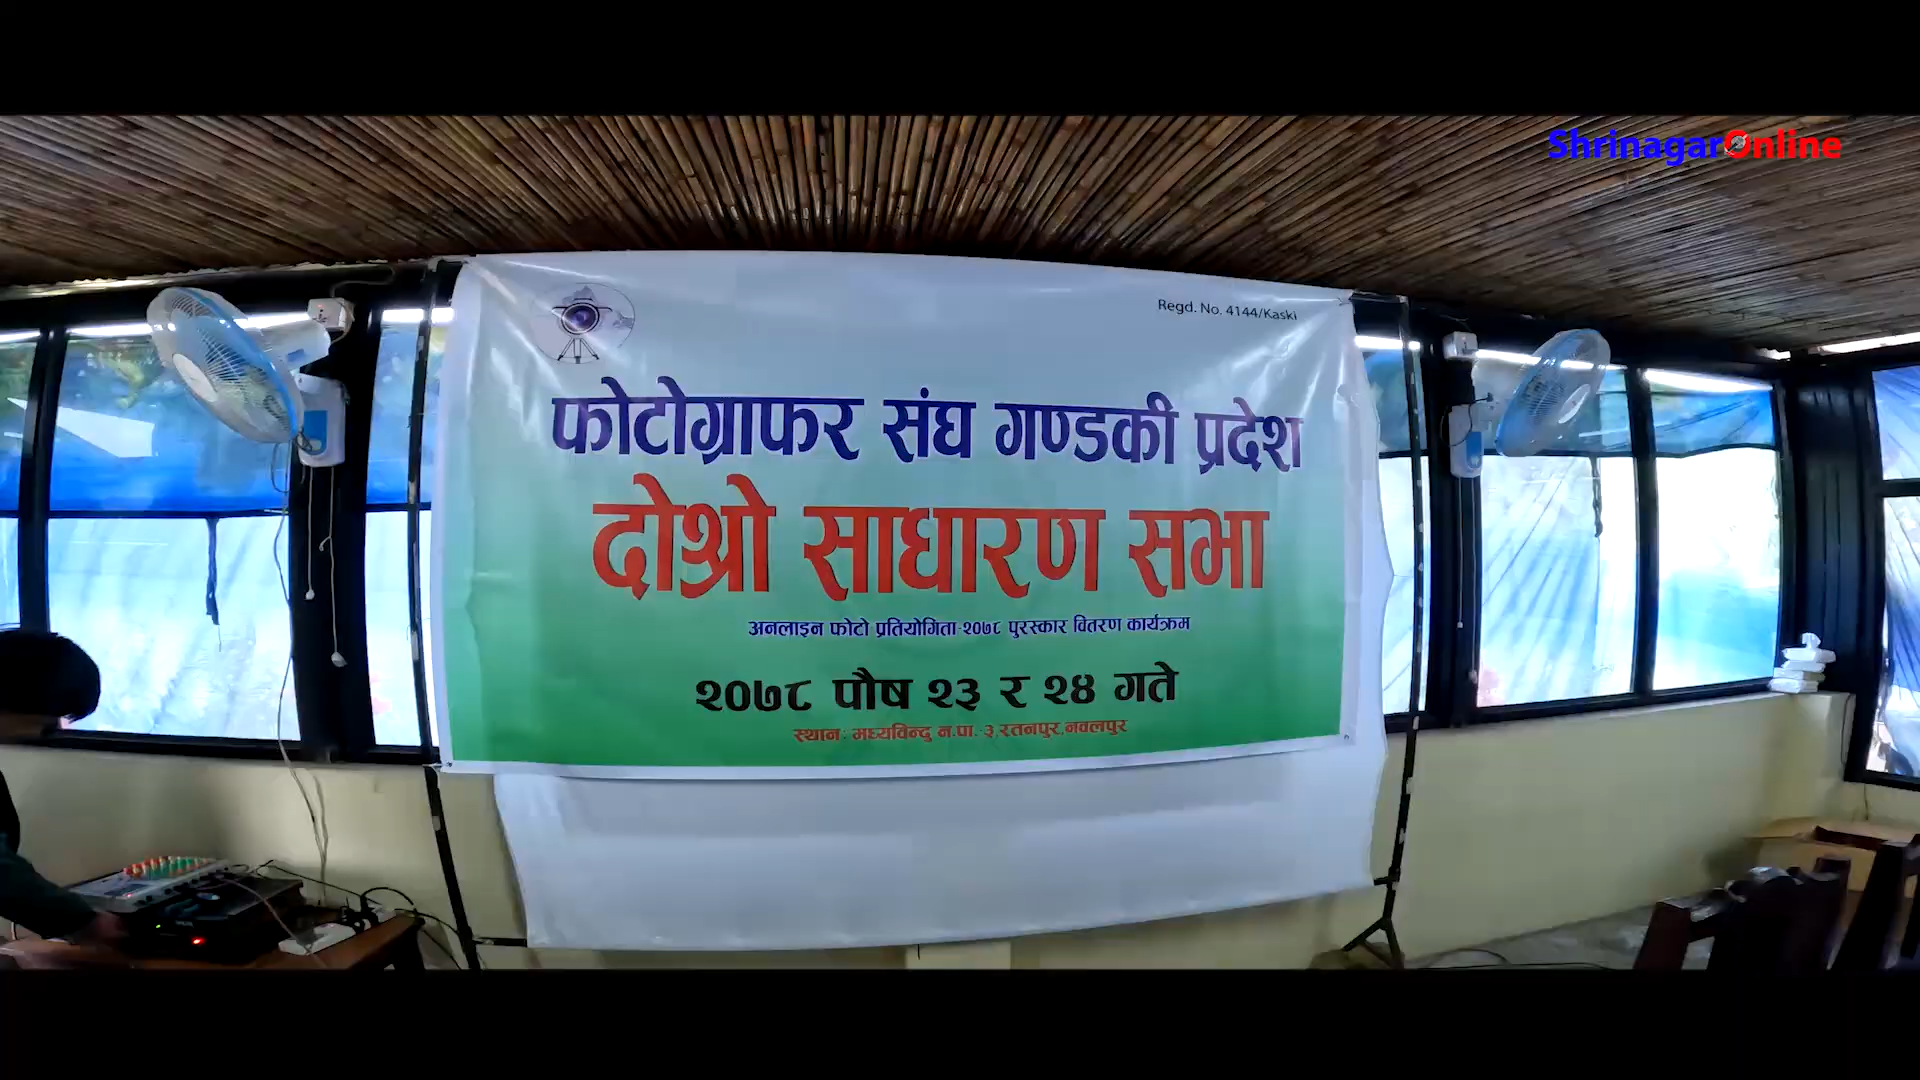 ShrinagarOnline
Regd. No. 4144/Kaski
फोटोग्राफर संघ गण्डकी प्रदेश
दोश्रो साधारण सभा
अनलाइन फोटो प्रतियोगिता-२०७८ पुरस्कार वितरण कार्यक्रम
२०७८ पौष २३ र २४ गते
स्थान: मध्यविन्दु न.पा. ३,रतनपुर,नवलपुर